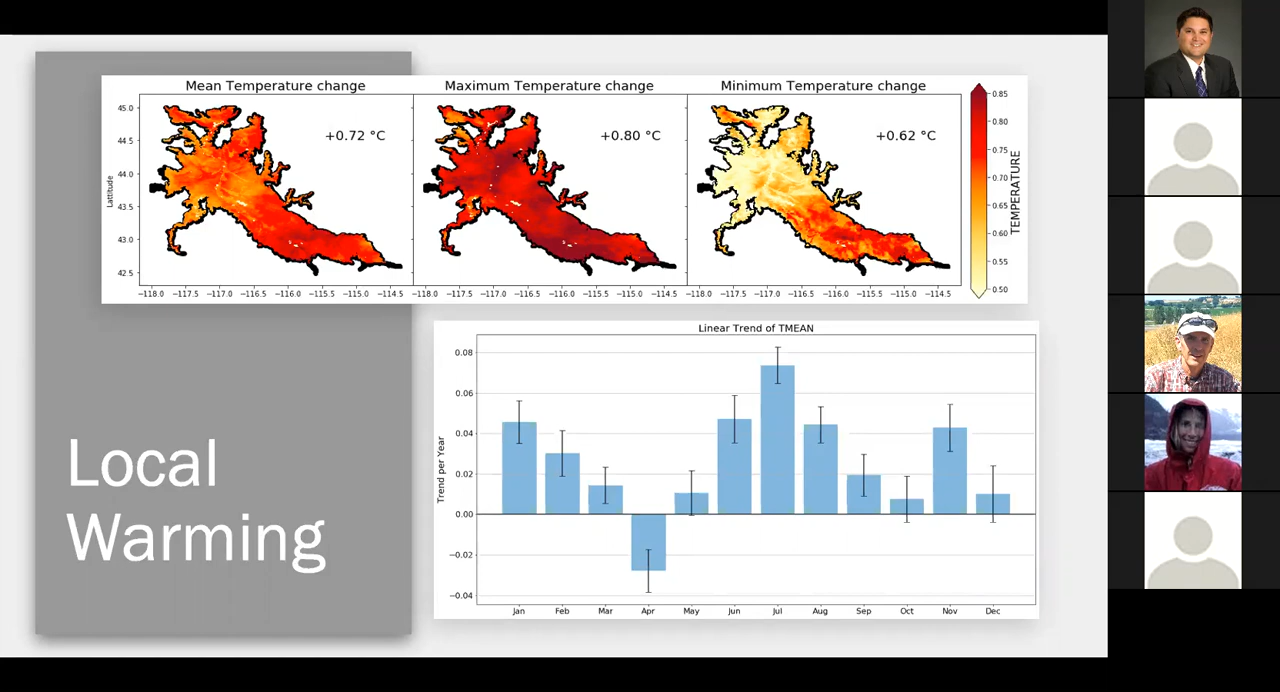 Mean Temperature change
Maximum Temperature change
Minimum Temperature change
+0.72 °C
+0.80 °C
+0.62 °C
Lattitude
45.0
44.5
44.0
43.5
43.0
42.5
−118.0 −117.5 −117.0 −116.5 −116.0 −115.5 −115.0 −114.5
−118.0 −117.5 −117.0 −116.5 −116.0 −115.5 −115.0 −114.5
−118.0 −117.5 −117.0 −116.5 −116.0 −115.5 −115.0 −114.5
0.85
0.80
0.75
0.70
0.65
0.60
0.55
0.50
TEMPERATURE
Local
Warming
Linear Trend of TMEAN
Trend per Year
0.08
0.06
0.04
0.02
0.00
−0.02
−0.04
Jan Feb Mar Apr May Jun Jul Aug Sep Oct Nov Dec